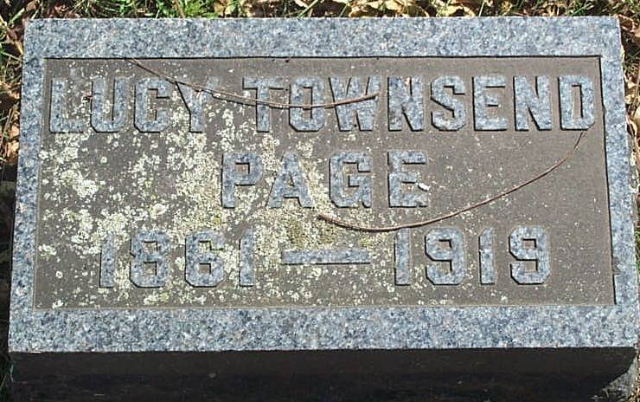 LUCY TOWNSEND
PAGE
1861 — 1919